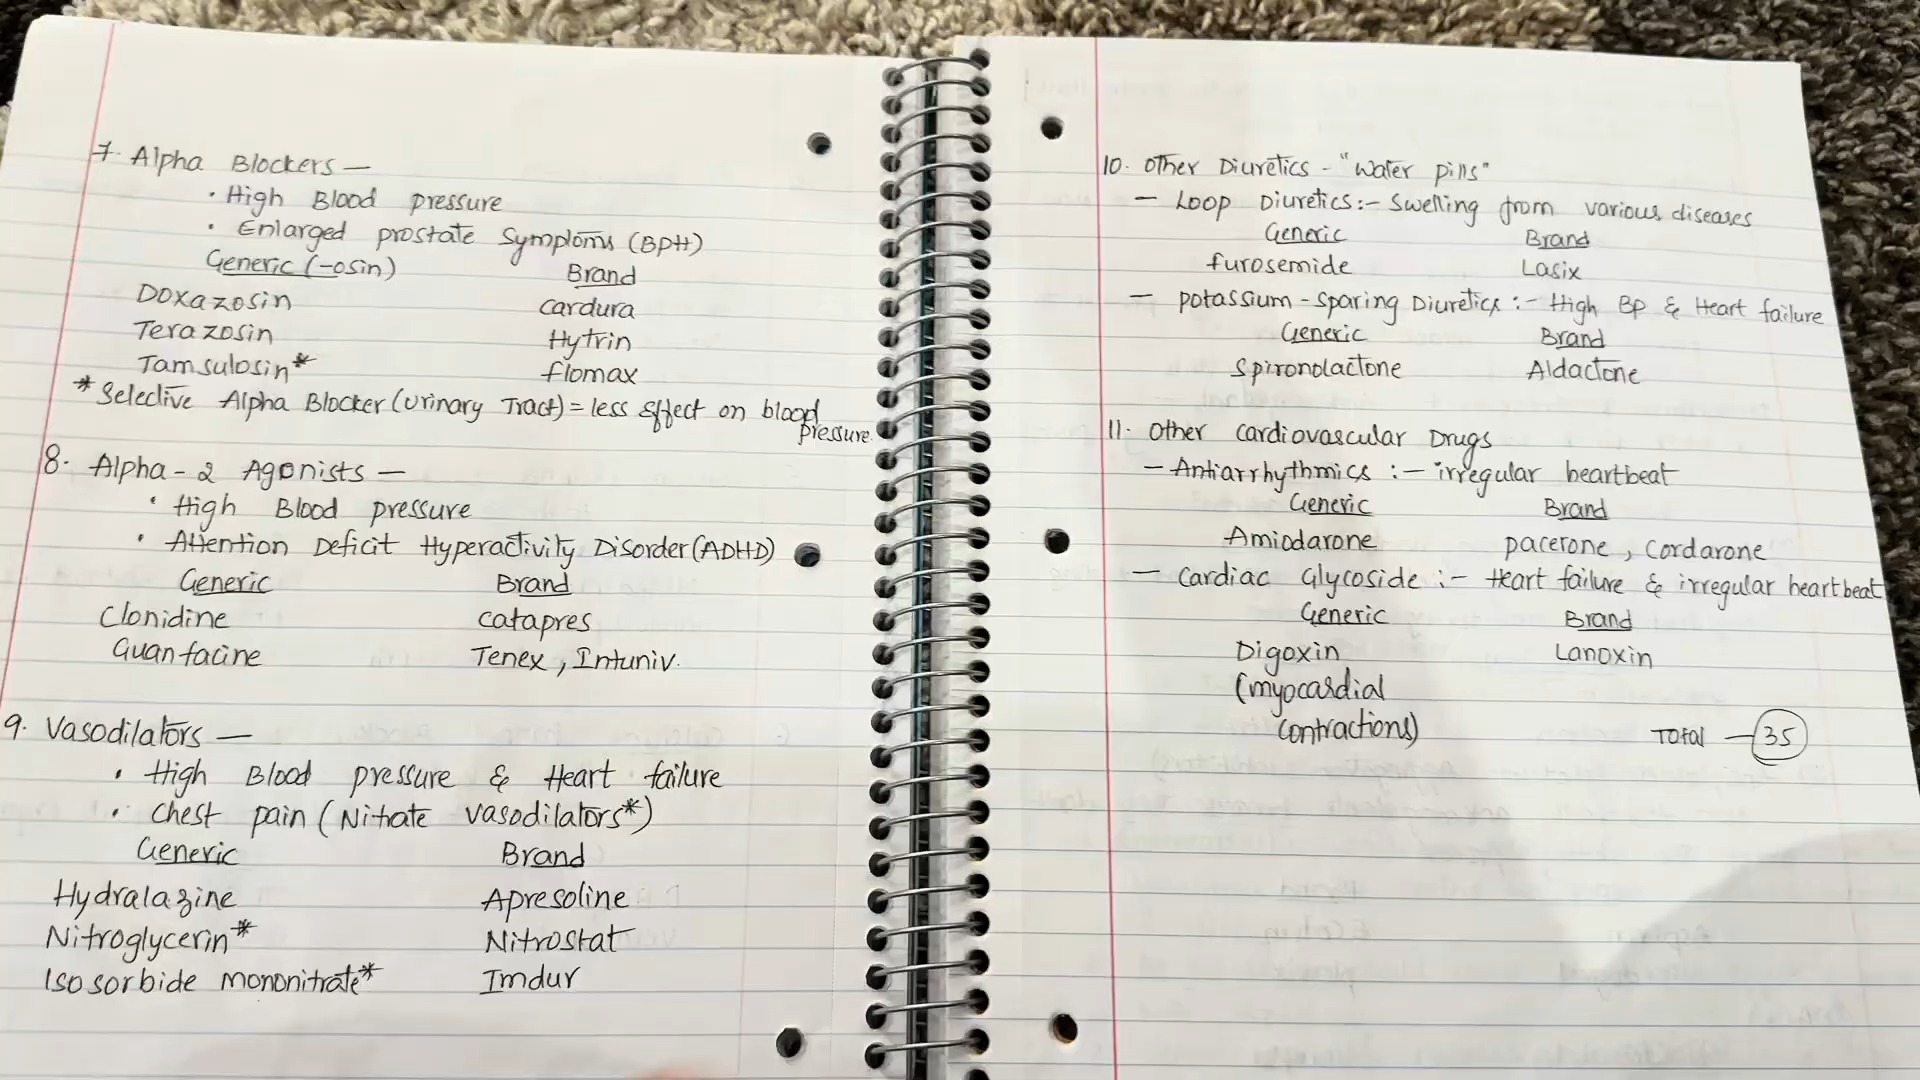 7. Alpha Blockers —
• High Blood pressure
• Enlarged prostate Symptoms (BPH)
Generic (-osin) Brand
Doxazosin cardura
Terazosin Hytrin
Tamsulosin* flomax
* Selective Alpha Blocker (Urinary Tract) = less effect on blood
pressure.
8. Alpha-2 Agonists —
• High Blood pressure
• Attention Deficit Hyperactivity Disorder (ADHD)
Generic Brand
Clonidine catapres
Guanfacine Tenex, Intuniv.
9. Vasodilators —
• High Blood pressure & Heart failure
• Chest pain (Nitrate vasodilators*)
Generic Brand
Hydralazine Apresoline
Nitroglycerin* Nitrostat
Isosorbide mononitrate* Imdur
10. Other Diuretics - "Water pills"
- Loop Diuretics:- Swelling from various diseases
Generic Brand
furosemide Lasix
- potassium-sparing Diuretics:- High Bp & Heart failure
Generic Brand
Spironolactone Aldactone
11. Other cardiovascular Drugs
- Antiarrhythmics :- irregular heartbeat
Generic Brand
Amiodarone pacerone, cordarone
- cardiac Glycoside :- Heart failure & irregular heartbeat
Generic Brand
Digoxin Lanoxin
(myocardial
contractions)
Total - 35